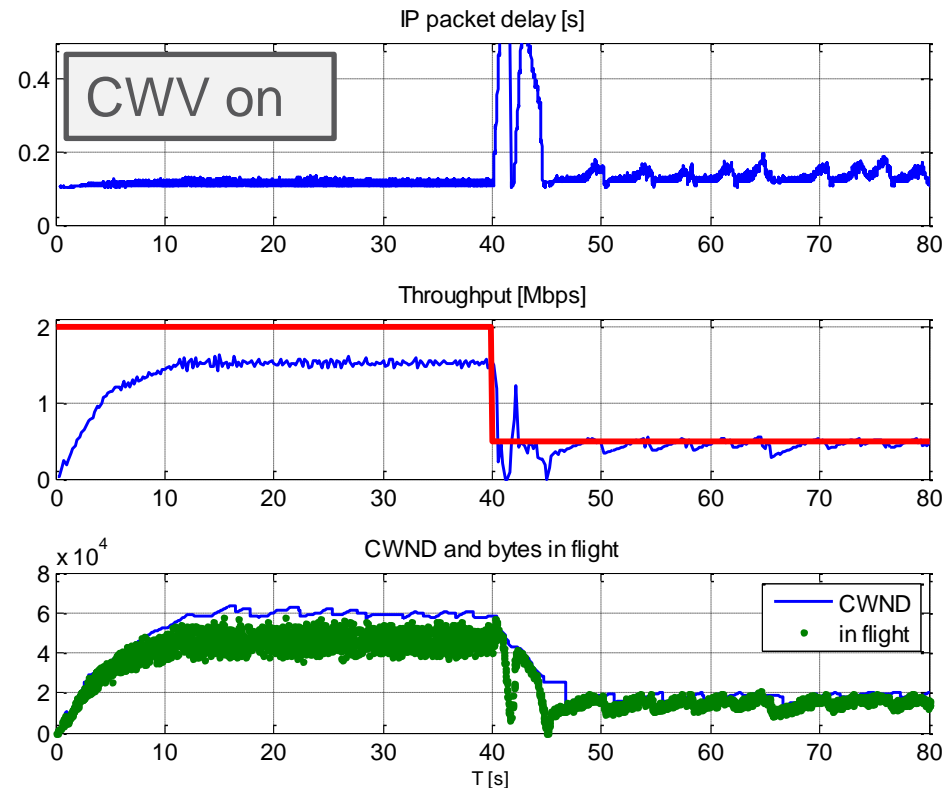 IP packet delay [s]
CWV on
0.4
0.2
0
0 10 20 30 40 50 60 70 80
Throughput [Mbps]
2
1
0
0 10 20 30 40 50 60 70 80
x 10^4
CWND and bytes in flight
8
6
4
2
0
CWND
in flight
0 10 20 30 40 50 60 70 80
T [s]